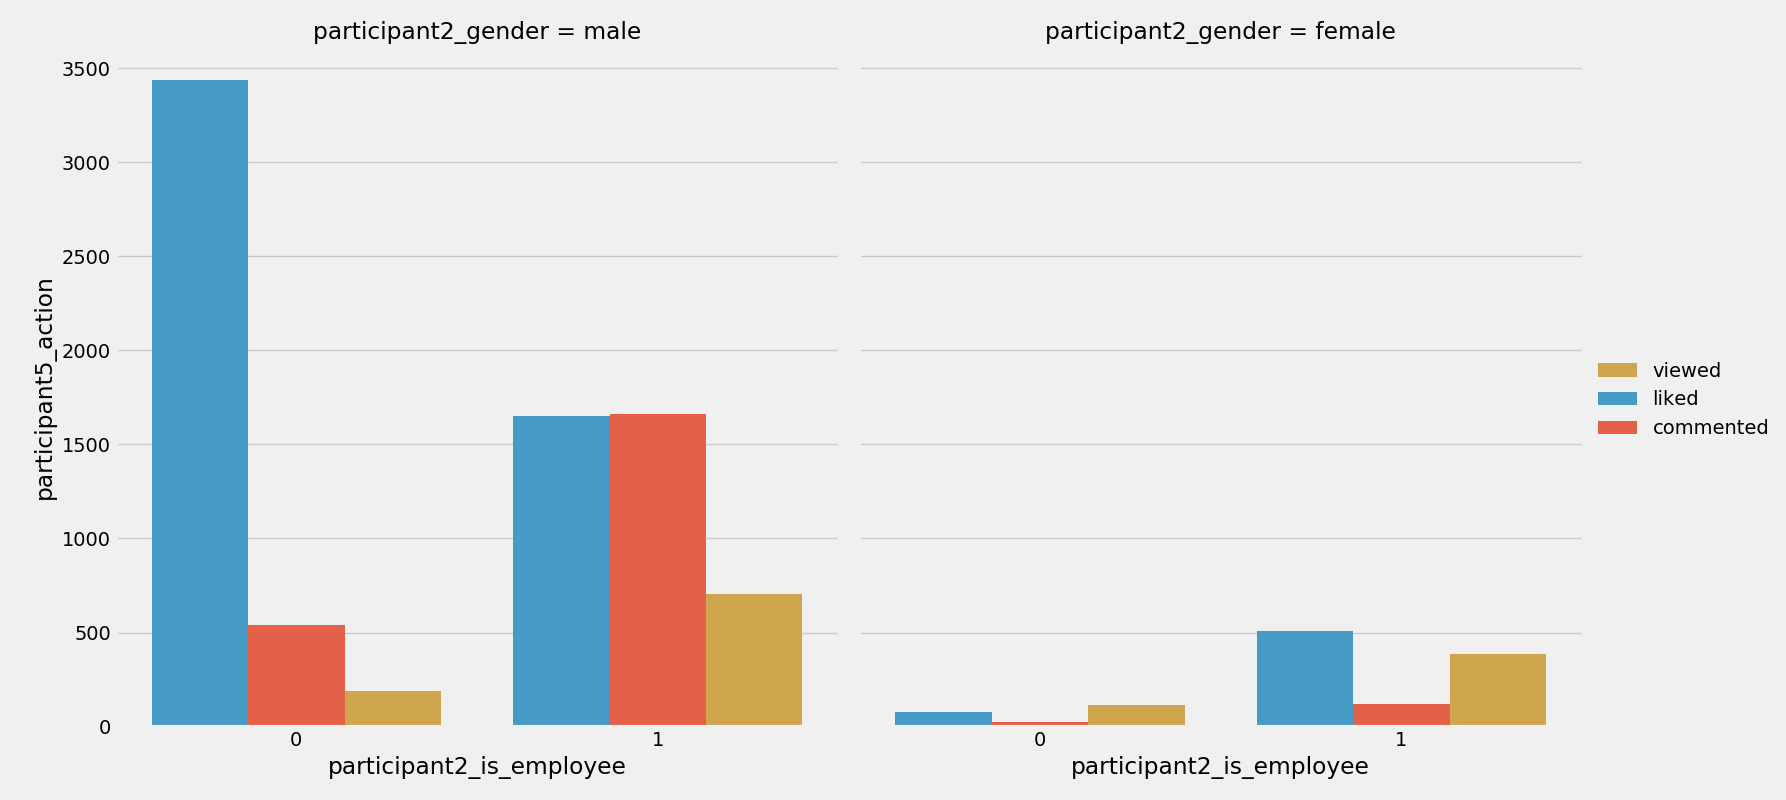 participant2_gender = male
participant2_gender = female
participant5_action
3500
3000
2500
2000
1500
1000
500
0
0
1
0
1
participant2_is_employee
participant2_is_employee
viewed
liked
commented